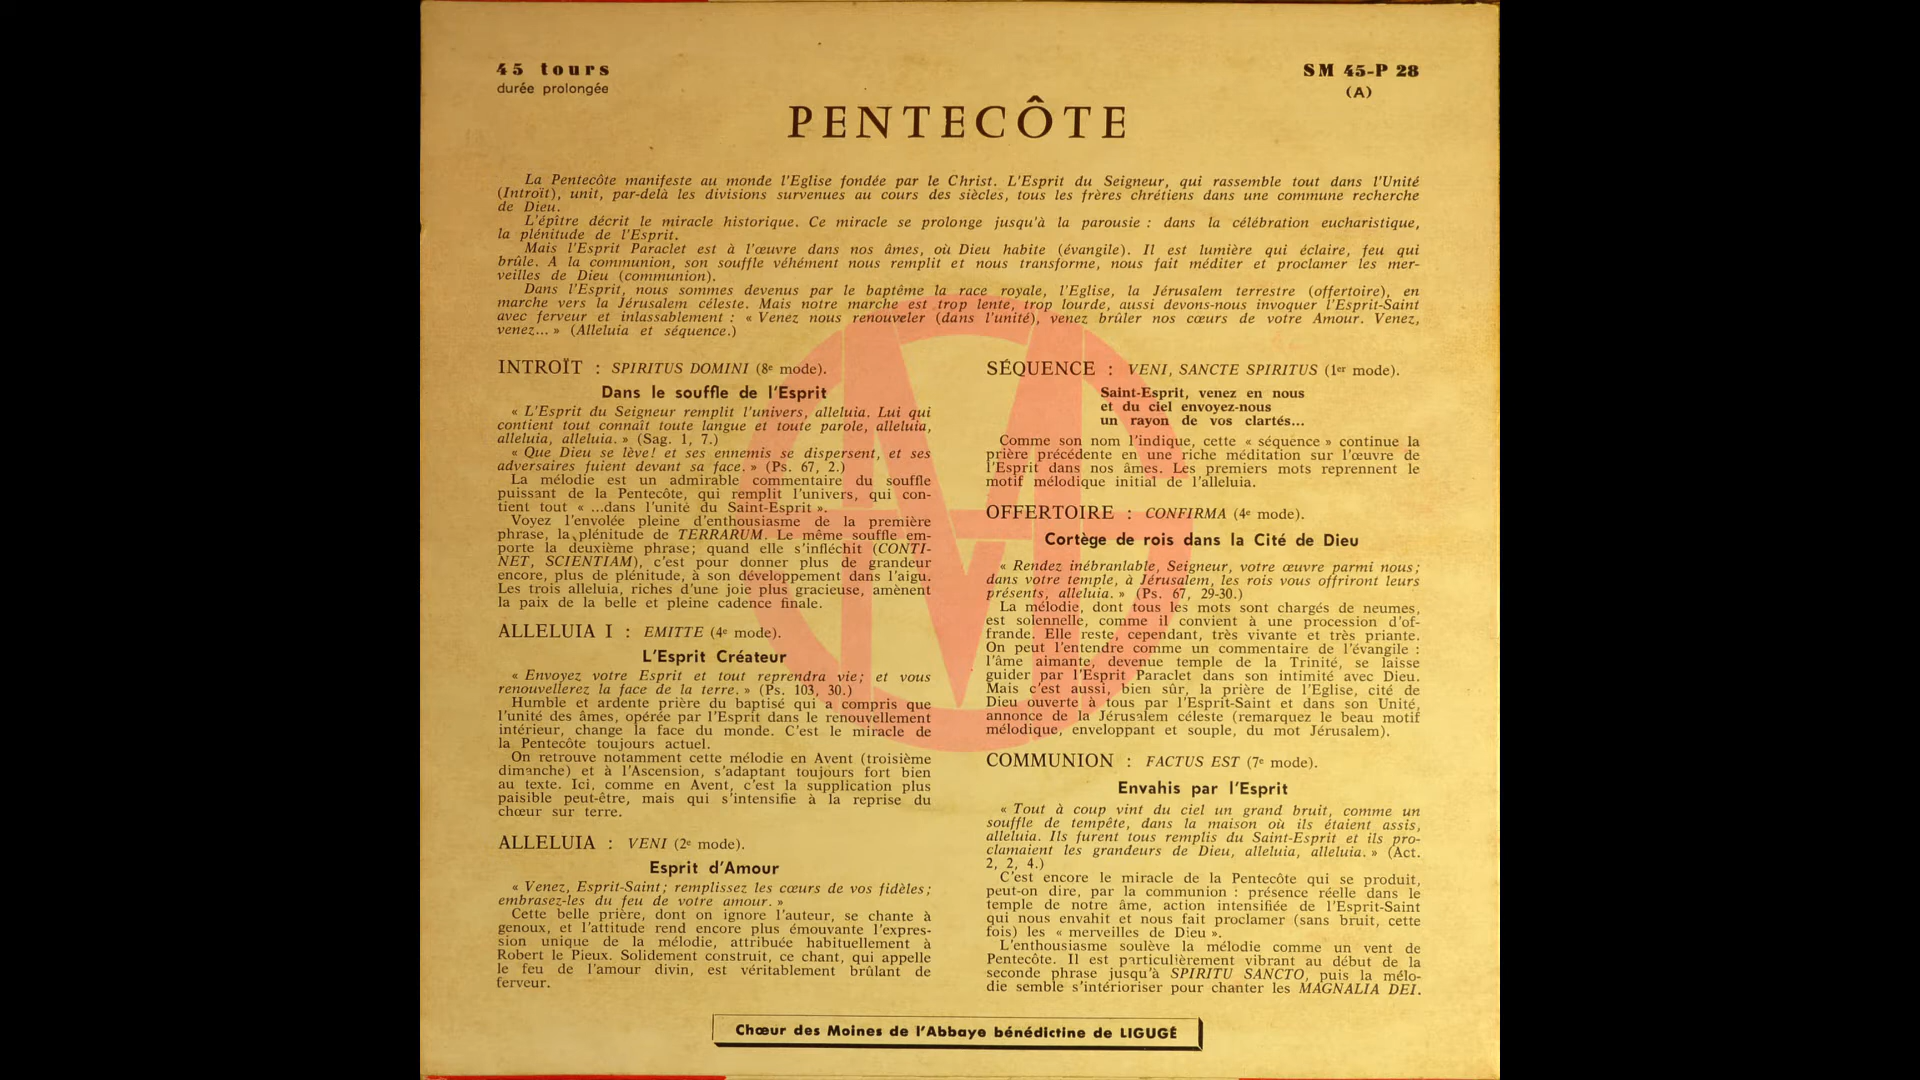 45 tours
durée prolongée
SM 45-P 28
(A)
PENTECÔTE
La Pentecôte manifeste au monde l'Eglise fondée par le Christ. L'Esprit du Seigneur, qui rassemble tout dans l'Unité
(Introït), unit, par-delà les divisions survenues au cours des siècles, tous les frères chrétiens dans une commune recherche
de Dieu.
L'épître décrit le miracle historique. Ce miracle se prolonge jusqu'à la parousie : dans la célébration eucharistique,
la plénitude de l'Esprit.
Mais l'Esprit Paraclet est à l'œuvre dans nos âmes, où Dieu habite (évangile). Il est lumière qui éclaire, feu qui
brûle. A la communion, son souffle véhément nous remplit et nous transforme, nous fait méditer et proclamer les mer-
veilles de Dieu (communion).
Dans l'Esprit, nous sommes devenus par le baptême la race royale, l'Eglise, la Jérusalem terrestre (offertoire), en
marche vers la Jérusalem céleste. Mais notre marche est trop lente, trop lourde, aussi devons-nous invoquer l'Esprit-Saint
avec ferveur et inlassablement : « Venez nous renouveler (dans l'unité), venez brûler nos cœurs de votre Amour. Venez,
venez... » (Alleluia et séquence.)
INTROÏT : SPIRITUS DOMINI (8e mode).
Dans le souffle de l'Esprit
« L'Esprit du Seigneur remplit l'univers, alleluia. Lui qui
contient tout connaît toute langue et toute parole, alleluia,
alleluia, alleluia. » (Sag. 1, 7.)
« Que Dieu se lève! et ses ennemis se dispersent, et ses
adversaires fuient devant sa face. » (Ps. 67, 2.)
La mélodie est un admirable commentaire du souffle
puissant de la Pentecôte, qui remplit l'univers, qui con-
tient tout « ...dans l'unité du Saint-Esprit ».
Voyez l'envolée pleine d'enthousiasme de la première
phrase, la plénitude de TERRARUM. Le même souffle em-
porte la deuxième phrase; quand elle s'infléchit (CONTI-
NET, SCIENTIAM), c'est pour donner plus de grandeur
encore, plus de plénitude, à son développement dans l'aigu.
Les trois alleluia, riches d'une joie plus gracieuse, amènent
la paix de la belle et pleine cadence finale.
ALLELUIA I : EMITTE (4e mode).
L'Esprit Créateur
« Envoyez votre Esprit et tout reprendra vie; et vous
renouvellerez la face de la terre. » (Ps. 103, 30.)
Humble et ardente prière du baptisé qui a compris que
l'unité des âmes, opérée par l'Esprit dans le renouvellement
intérieur, change la face du monde. C'est le miracle de
la Pentecôte toujours actuel.
On retrouve notamment cette mélodie en Avent (troisième
dimanche) et à l'Ascension, s'adaptant toujours fort bien
au texte. Ici, comme en Avent, c'est la supplication plus
paisible peut-être, mais qui s'intensifie à la reprise du
chœur sur terre.
ALLELUIA : VENI (2e mode).
Esprit d'Amour
« Venez, Esprit-Saint; remplissez les cœurs de vos fidèles;
embrasez-les du feu de votre amour. »
Cette belle prière, dont on ignore l'auteur, se chante à
genoux, et l'attitude rend encore plus émouvante l'expres-
sion unique de la mélodie, attribuée habituellement à
Robert le Pieux. Solidement construit, ce chant, qui appelle
le feu de l'amour divin, est véritablement brûlant de
ferveur.
SÉQUENCE : VENI, SANCTE SPIRITUS (1er mode).
Saint-Esprit, venez en nous
et du ciel envoyez-nous
un rayon de vos clartés...
Comme son nom l'indique, cette « séquence » continue la
prière précédente en une riche méditation sur l'œuvre de
l'Esprit dans nos âmes. Les premiers mots reprennent le
motif mélodique initial de l'alleluia.
OFFERTOIRE : CONFIRMA (4e mode).
Cortège de rois dans la Cité de Dieu
« Rendez inébranlable, Seigneur, votre œuvre parmi nous;
dans votre temple, à Jérusalem, les rois vous offriront leurs
présents, alleluia. » (Ps. 67, 29-30.)
La mélodie, dont tous les mots sont chargés de neumes,
est solennelle, comme il convient à une procession d'of-
frande. Elle reste, cependant, très vivante et très priante.
On peut l'entendre comme un commentaire de l'évangile :
l'âme aimante, devenue temple de la Trinité, se laisse
guider par l'Esprit Paraclet dans son intimité avec Dieu.
Mais c'est aussi, bien sûr, la prière de l'Eglise, cité de
Dieu ouverte à tous par l'Esprit-Saint et dans son Unité,
annonce de la Jérusalem céleste (remarquez le beau motif
mélodique, enveloppant et souple, du mot Jérusalem).
COMMUNION : FACTUS EST (7e mode).
Envahis par l'Esprit
« Tout à coup vint du ciel un grand bruit, comme un
souffle de tempête, dans la maison où ils étaient assis,
alleluia. Ils furent tous remplis du Saint-Esprit et ils pro-
clamaient les grandeurs de Dieu, alleluia, alleluia. » (Act.
2, 2, 4.)
C'est encore le miracle de la Pentecôte qui se produit,
peut-on dire, par la communion : présence réelle dans le
temple de notre âme, action intensifiée de l'Esprit-Saint
qui nous envahit et nous fait proclamer (sans bruit, cette
fois) les « merveilles de Dieu ».
L'enthousiasme soulève la mélodie comme un vent de
Pentecôte. Il est particulièrement vibrant au début de la
seconde phrase jusqu'à SPIRITU SANCTO, puis la mélo-
die semble s'intérioriser pour chanter les MAGNALIA DEI.
Chœur des Moines de l'Abbaye bénédictine de LIGUGÉ